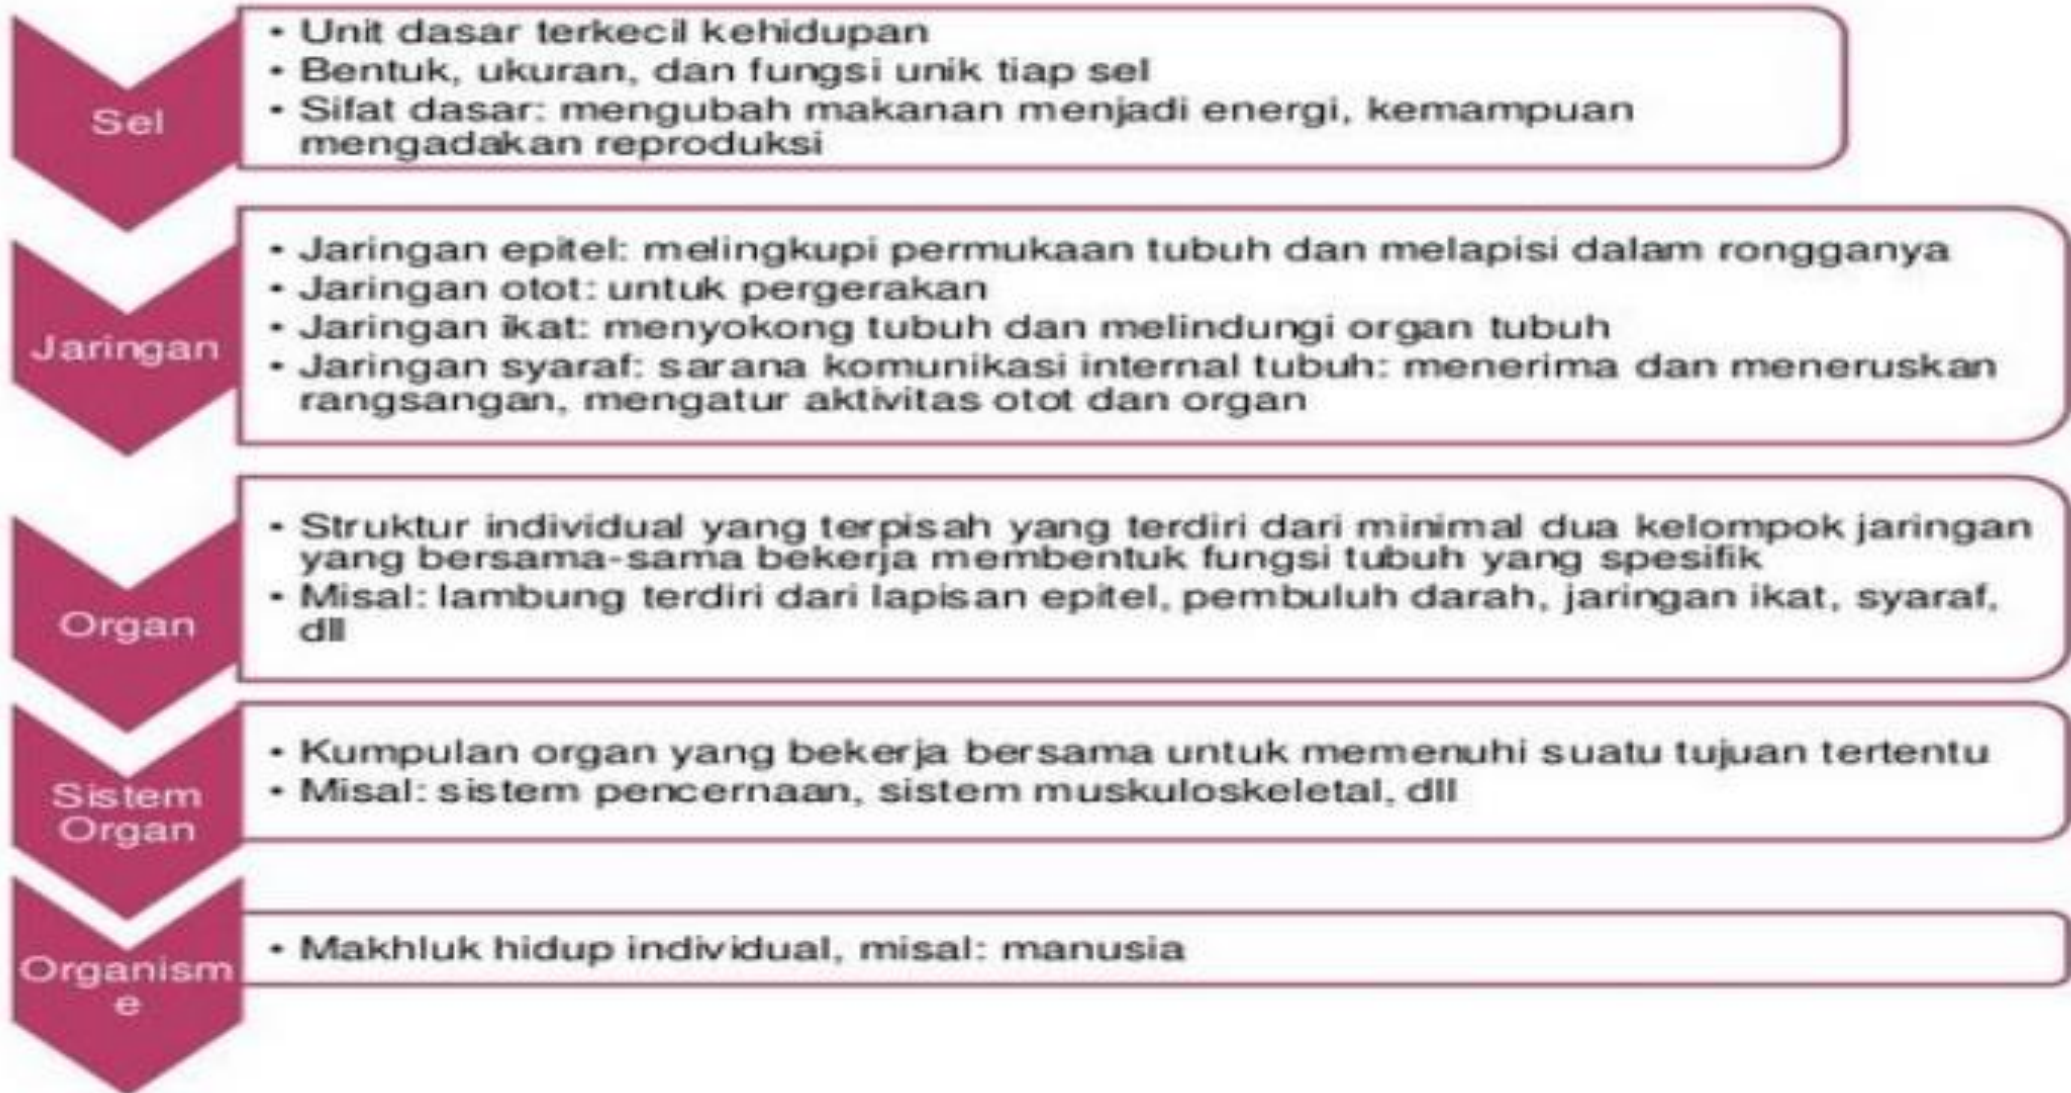 Sel
• Unit dasar terkecil kehidupan
• Bentuk, ukuran, dan fungsi unik tiap sel
• Sifat dasar: mengubah makanan menjadi energi, kemampuan
mengadakan reproduksi
Jaringan
• Jaringan epitel: melingkupi permukaan tubuh dan melapisi dalam rongganya
• Jaringan otot: untuk pergerakan
• Jaringan ikat: menyokong tubuh dan melindungi organ tubuh
• Jaringan syaraf: sarana komunikasi internal tubuh: menerima dan meneruskan
rangsangan, mengatur aktivitas otot dan organ
Organ
• Struktur individual yang terpisah yang terdiri dari minimal dua kelompok jaringan
yang bersama-sama bekerja membentuk fungsi tubuh yang spesifik
• Misal: lambung terdiri dari lapisan epitel, pembuluh darah, jaringan ikat, syaraf,
dll
Sistem
Organ
• Kumpulan organ yang bekerja bersama untuk memenuhi suatu tujuan tertentu
• Misal: sistem pencernaan, sistem muskuloskeletal, dll
Organism
e
• Makhluk hidup individual, misal: manusia